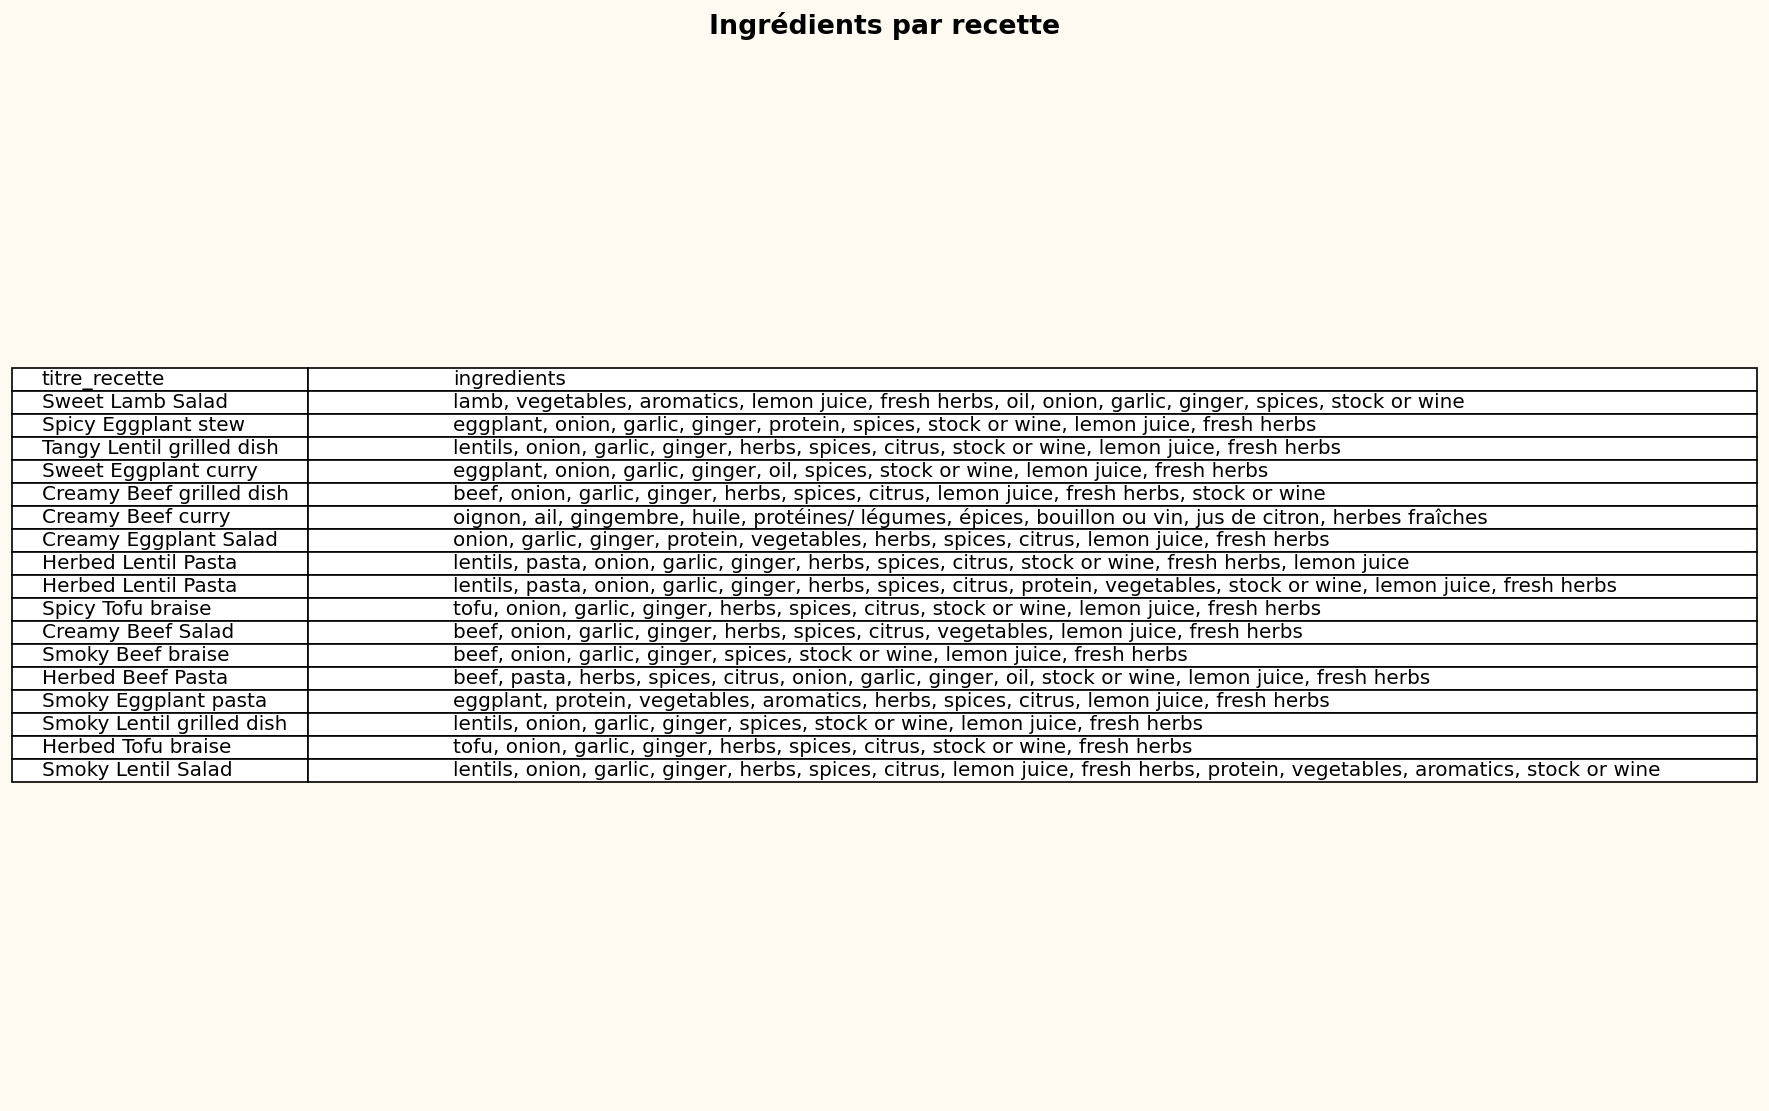 Ingrédients par recette
titre_recette ingredients
Sweet Lamb Salad lamb, vegetables, aromatics, lemon juice, fresh herbs, oil, onion, garlic, ginger, spices, stock or wine
Spicy Eggplant stew eggplant, onion, garlic, ginger, protein, spices, stock or wine, lemon juice, fresh herbs
Tangy Lentil grilled dish lentils, onion, garlic, ginger, herbs, spices, citrus, stock or wine, lemon juice, fresh herbs
Sweet Eggplant curry eggplant, onion, garlic, ginger, oil, spices, stock or wine, lemon juice, fresh herbs
Creamy Beef grilled dish beef, onion, garlic, ginger, herbs, spices, citrus, lemon juice, fresh herbs, stock or wine
Creamy Beef curry oignon, ail, gingembre, huile, protéines/ légumes, épices, bouillon ou vin, jus de citron, herbes fraîches
Creamy Eggplant Salad onion, garlic, ginger, protein, vegetables, herbs, spices, citrus, lemon juice, fresh herbs
Herbed Lentil Pasta lentils, pasta, onion, garlic, ginger, herbs, spices, citrus, stock or wine, fresh herbs, lemon juice
Herbed Lentil Pasta lentils, pasta, onion, garlic, ginger, herbs, spices, citrus, protein, vegetables, stock or wine, lemon juice, fresh herbs
Spicy Tofu braise tofu, onion, garlic, ginger, herbs, spices, citrus, stock or wine, lemon juice, fresh herbs
Creamy Beef Salad beef, onion, garlic, ginger, herbs, spices, citrus, vegetables, lemon juice, fresh herbs
Smoky Beef braise beef, onion, garlic, ginger, spices, stock or wine, lemon juice, fresh herbs
Herbed Beef Pasta beef, pasta, herbs, spices, citrus, onion, garlic, ginger, oil, stock or wine, lemon juice, fresh herbs
Smoky Eggplant pasta eggplant, protein, vegetables, aromatics, herbs, spices, citrus, lemon juice, fresh herbs
Smoky Lentil grilled dish lentils, onion, garlic, ginger, spices, stock or wine, lemon juice, fresh herbs
Herbed Tofu braise tofu, onion, garlic, ginger, herbs, spices, citrus, stock or wine, fresh herbs
Smoky Lentil Salad lentils, onion, garlic, ginger, herbs, spices, citrus, lemon juice, fresh herbs, protein, vegetables, aromatics, stock or wine